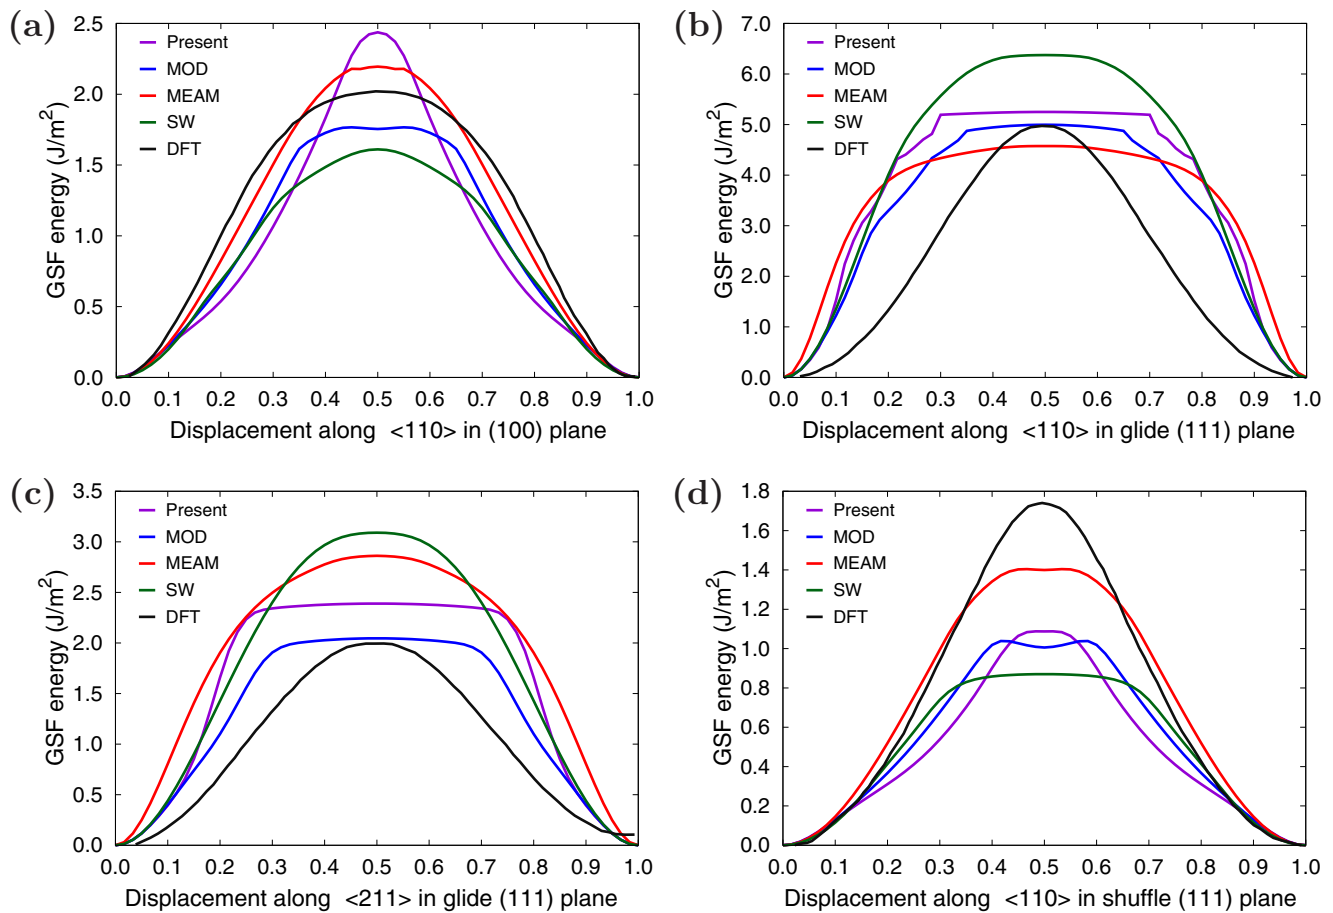 (a)
GSF energy (J/m2)
2.5
2.0
1.5
1.0
0.5
0.0
Present
MOD
MEAM
SW
DFT
0.0 0.1 0.2 0.3 0.4 0.5 0.6 0.7 0.8 0.9 1.0
Displacement along <110> in (100) plane
(b)
GSF energy (J/m2)
7.0
6.0
5.0
4.0
3.0
2.0
1.0
0.0
Present
MOD
MEAM
SW
DFT
0.0 0.1 0.2 0.3 0.4 0.5 0.6 0.7 0.8 0.9 1.0
Displacement along <110> in glide (111) plane
(c)
GSF energy (J/m2)
3.5
3.0
2.5
2.0
1.5
1.0
0.5
0.0
Present
MOD
MEAM
SW
DFT
0.0 0.1 0.2 0.3 0.4 0.5 0.6 0.7 0.8 0.9 1.0
Displacement along <211> in glide (111) plane
(d)
GSF energy (J/m2)
1.8
1.6
1.4
1.2
1.0
0.8
0.6
0.4
0.2
0.0
Present
MOD
MEAM
SW
DFT
0.0 0.1 0.2 0.3 0.4 0.5 0.6 0.7 0.8 0.9 1.0
Displacement along <110> in shuffle (111) plane